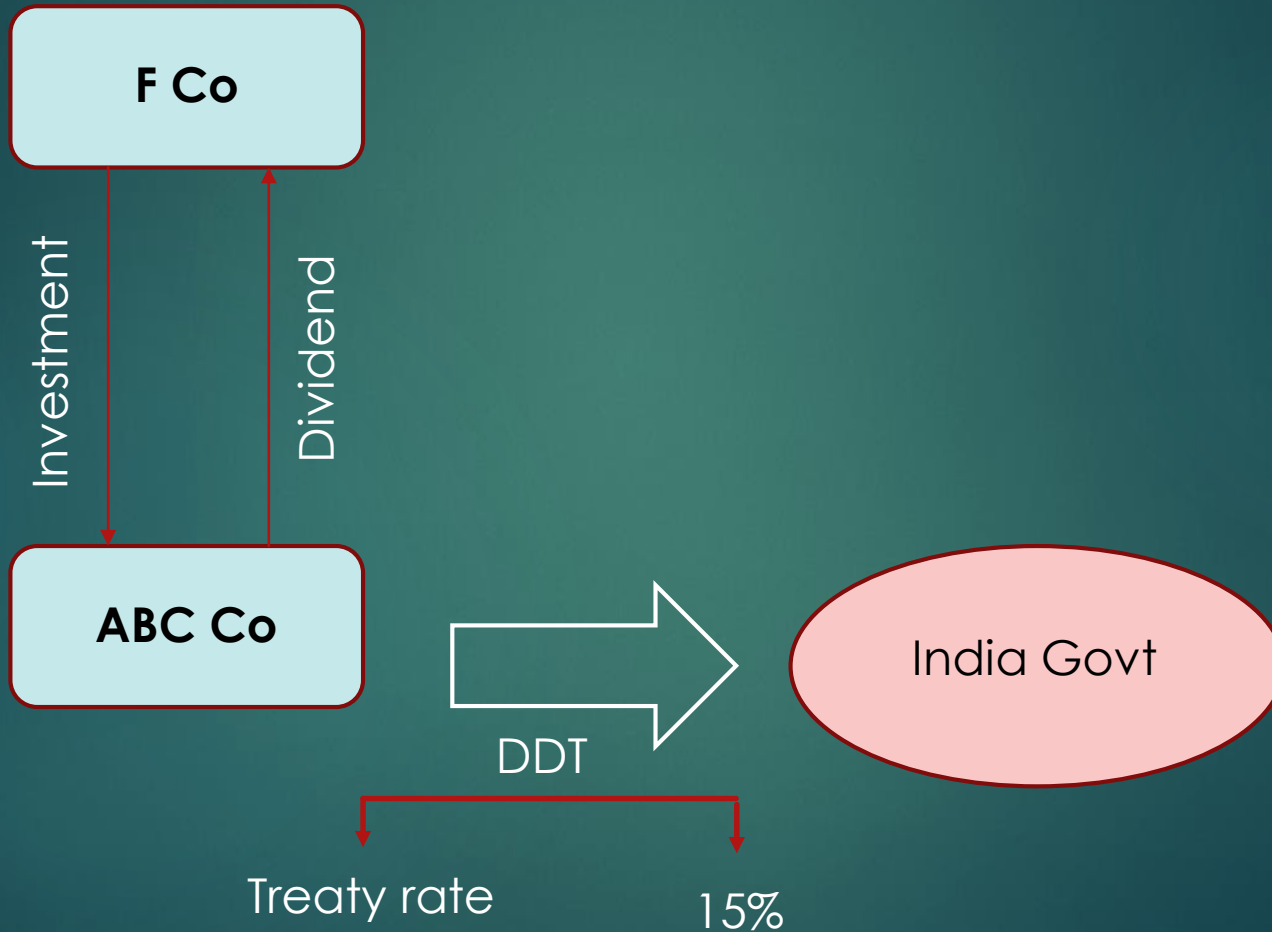 F Co
Investment
Dividend
ABC Co
India Govt
DDT
Treaty rate
15%